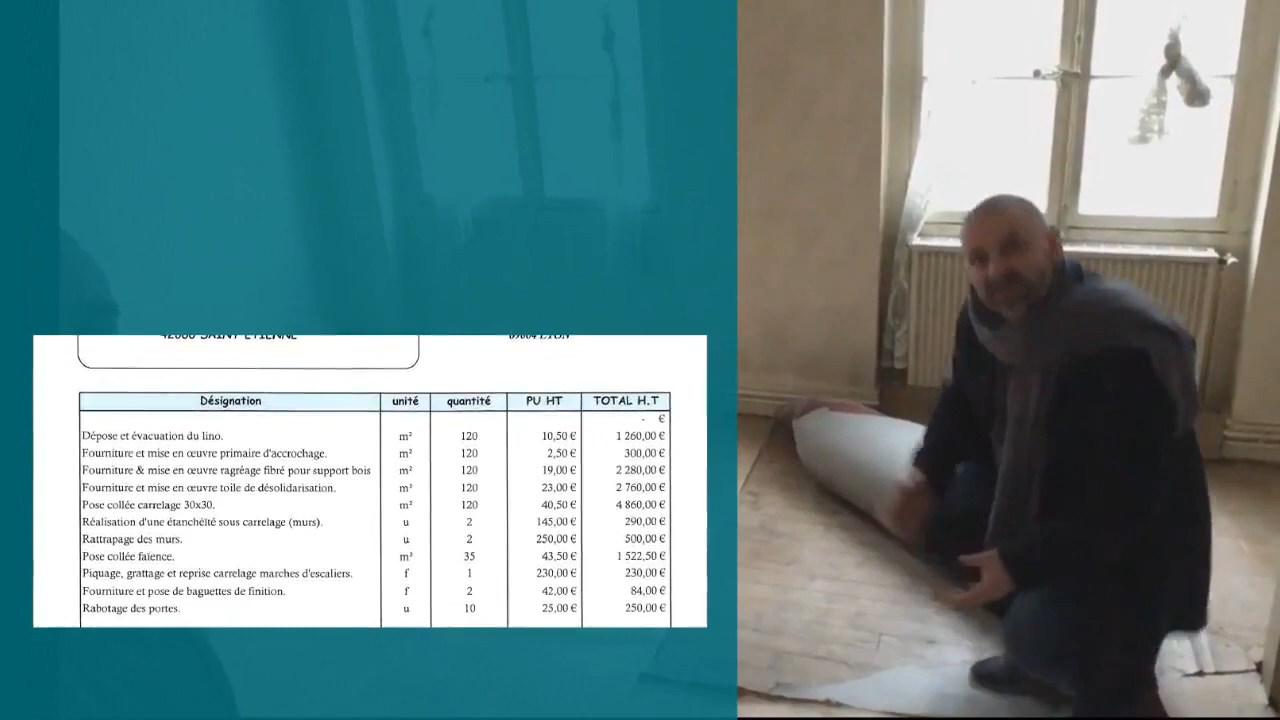 42000 SAINT ETIENNE 69004 LYON
Désignation unité quantité PU HT TOTAL H.T
- €
Dépose et évacuation du lino. m² 120 10,50 € 1 260,00 €
Fourniture et mise en œuvre primaire d'accrochage. m² 120 2,50 € 300,00 €
Fourniture & mise en œuvre ragréage fibré pour support bois m² 120 19,00 € 2 280,00 €
Fourniture et mise en œuvre toile de désolidarisation. m² 120 23,00 € 2 760,00 €
Pose collée carrelage 30x30. m² 120 40,50 € 4 860,00 €
Réalisation d'une étanchéité sous carrelage (murs). u 2 145,00 € 290,00 €
Rattrapage des murs. u 2 250,00 € 500,00 €
Pose collée faïence. m² 35 43,50 € 1 522,50 €
Piquage, grattage et reprise carrelage marches d'escaliers. f 1 230,00 € 230,00 €
Fourniture et pose de baguettes de finition. f 2 42,00 € 84,00 €
Rabotage des portes. u 10 25,00 € 250,00 €